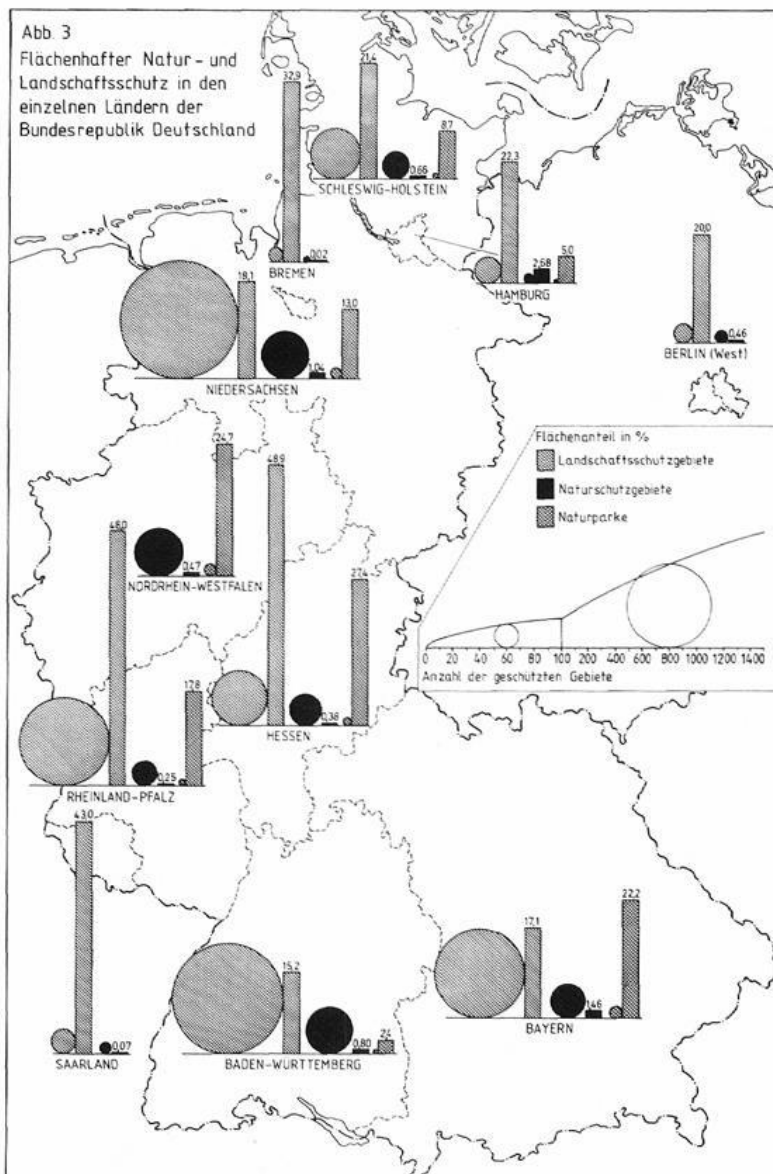 Abb. 3
Flächenhafter Natur- und
Landschaftsschutz in den
einzelnen Ländern der
Bundesrepublik Deutschland
32,9
0,02
BREMEN
21,4
0,66
8,7
SCHLESWIG-HOLSTEIN
22,3
2,68
5,0
HAMBURG
20,0
0,46
BERLIN (West)
18,1
1,04
13,0
NIEDERSACHSEN
Flächenanteil in %
Landschaftsschutzgebiete
Naturschutzgebiete
Naturparke
0 20 40 60 80 100 200 400 600 800 1000 1200 1400
Anzahl der geschützten Gebiete
0,47
24,7
NORDRHEIN-WESTFALEN
48,9
0,38
27,4
HESSEN
48,0
0,25
17,8
RHEINLAND-PFALZ
43,0
0,07
SAARLAND
15,2
0,80
2,4
BADEN-WÜRTTEMBERG
17,1
1,46
22,2
BAYERN